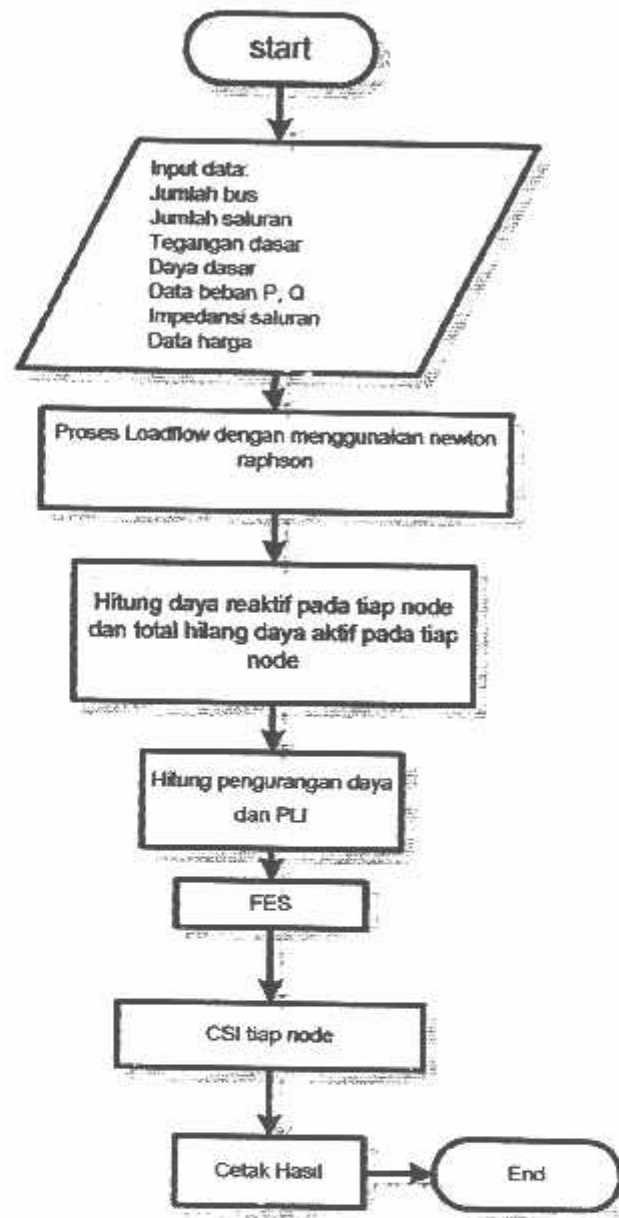 start
Input data:
Jumlah bus
Jumlah saluran
Tegangan dasar
Daya dasar
Data beban P, Q
Impedansi saluran
Data harga
Proses Loadflow dengan menggunakan newton
raphson
Hitung daya reaktif pada tiap node
dan total hilang daya aktif pada tiap
node
Hitung pengurangan daya
dan PLI
FES
CSI tiap node
Cetak Hasil
End